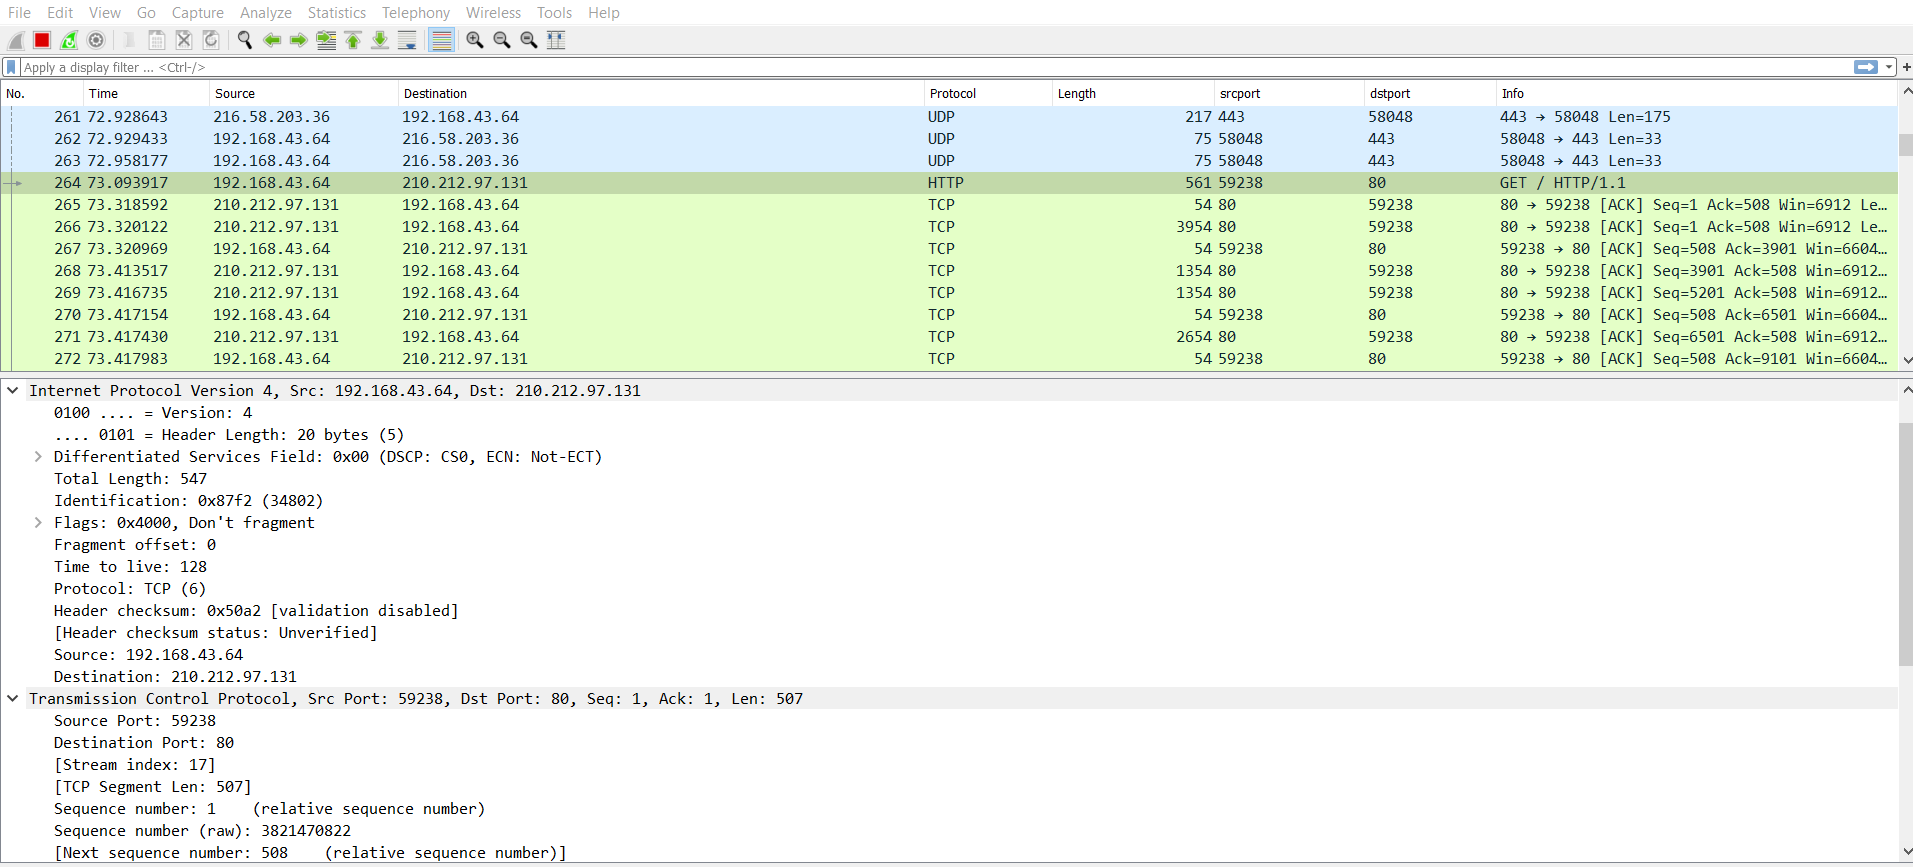 File Edit View Go Capture Analyze Statistics Telephony Wireless Tools Help
Apply a display filter ... <Ctrl-/>
No. Time Source Destination Protocol Length srcport dstport Info
261 72.928643 216.58.203.36 192.168.43.64 UDP 217 443 58048 443 → 58048 Len=175
262 72.929433 192.168.43.64 216.58.203.36 UDP 75 58048 443 58048 → 443 Len=33
263 72.958177 192.168.43.64 216.58.203.36 UDP 75 58048 443 58048 → 443 Len=33
264 73.093917 192.168.43.64 210.212.97.131 HTTP 561 59238 80 GET / HTTP/1.1
265 73.318592 210.212.97.131 192.168.43.64 TCP 54 80 59238 80 → 59238 [ACK] Seq=1 Ack=508 Win=6912 Le…
266 73.320122 210.212.97.131 192.168.43.64 TCP 3954 80 59238 80 → 59238 [ACK] Seq=1 Ack=508 Win=6912 Le…
267 73.320969 192.168.43.64 210.212.97.131 TCP 54 59238 80 59238 → 80 [ACK] Seq=508 Ack=3901 Win=6604…
268 73.413517 210.212.97.131 192.168.43.64 TCP 1354 80 59238 80 → 59238 [ACK] Seq=3901 Ack=508 Win=6912…
269 73.416735 210.212.97.131 192.168.43.64 TCP 1354 80 59238 80 → 59238 [ACK] Seq=5201 Ack=508 Win=6912…
270 73.417154 192.168.43.64 210.212.97.131 TCP 54 59238 80 59238 → 80 [ACK] Seq=508 Ack=6501 Win=6604…
271 73.417430 210.212.97.131 192.168.43.64 TCP 2654 80 59238 80 → 59238 [ACK] Seq=6501 Ack=508 Win=6912…
272 73.417983 192.168.43.64 210.212.97.131 TCP 54 59238 80 59238 → 80 [ACK] Seq=508 Ack=9101 Win=6604…
Internet Protocol Version 4, Src: 192.168.43.64, Dst: 210.212.97.131
0100 .... = Version: 4
.... 0101 = Header Length: 20 bytes (5)
Differentiated Services Field: 0x00 (DSCP: CS0, ECN: Not-ECT)
Total Length: 547
Identification: 0x87f2 (34802)
Flags: 0x4000, Don't fragment
Fragment offset: 0
Time to live: 128
Protocol: TCP (6)
Header checksum: 0x50a2 [validation disabled]
[Header checksum status: Unverified]
Source: 192.168.43.64
Destination: 210.212.97.131
Transmission Control Protocol, Src Port: 59238, Dst Port: 80, Seq: 1, Ack: 1, Len: 507
Source Port: 59238
Destination Port: 80
[Stream index: 17]
[TCP Segment Len: 507]
Sequence number: 1 (relative sequence number)
Sequence number (raw): 3821470822
[Next sequence number: 508 (relative sequence number)]